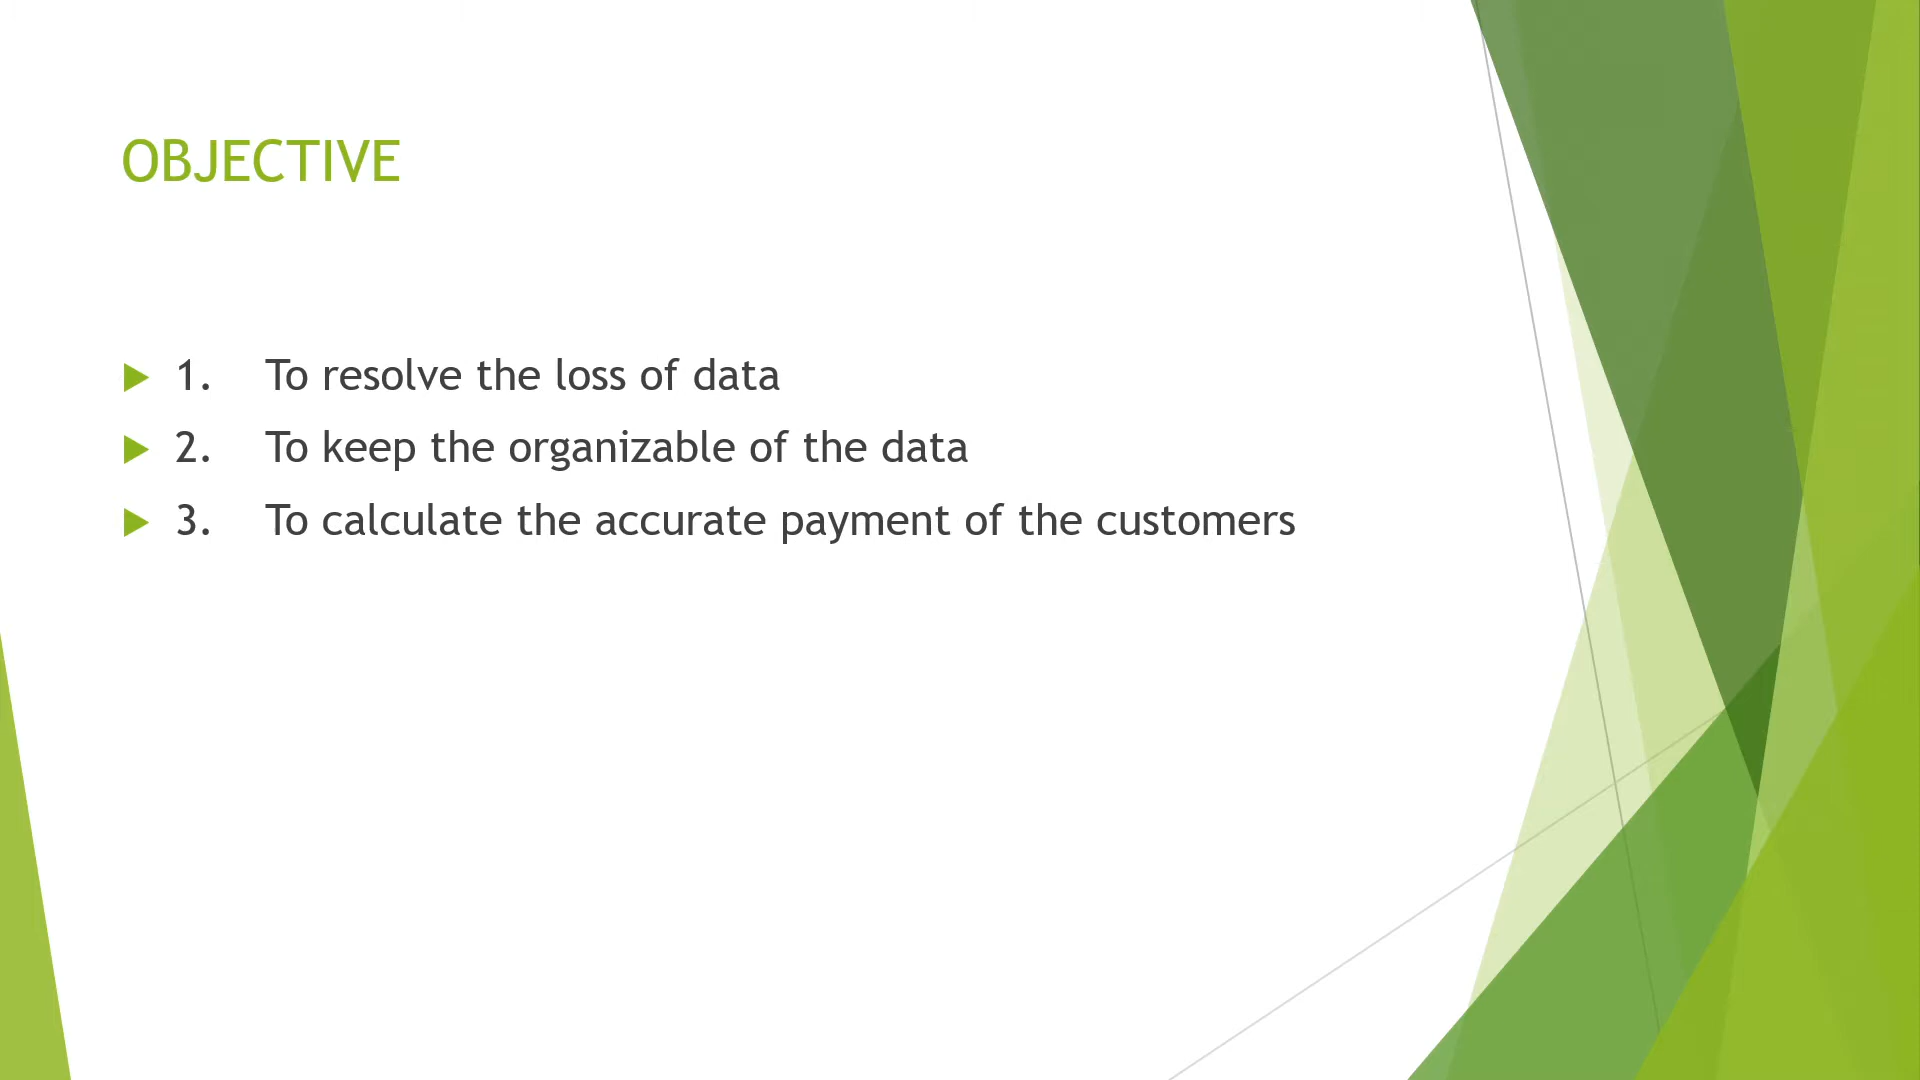 OBJECTIVE
1. To resolve the loss of data
2. To keep the organizable of the data
3. To calculate the accurate payment of the customers